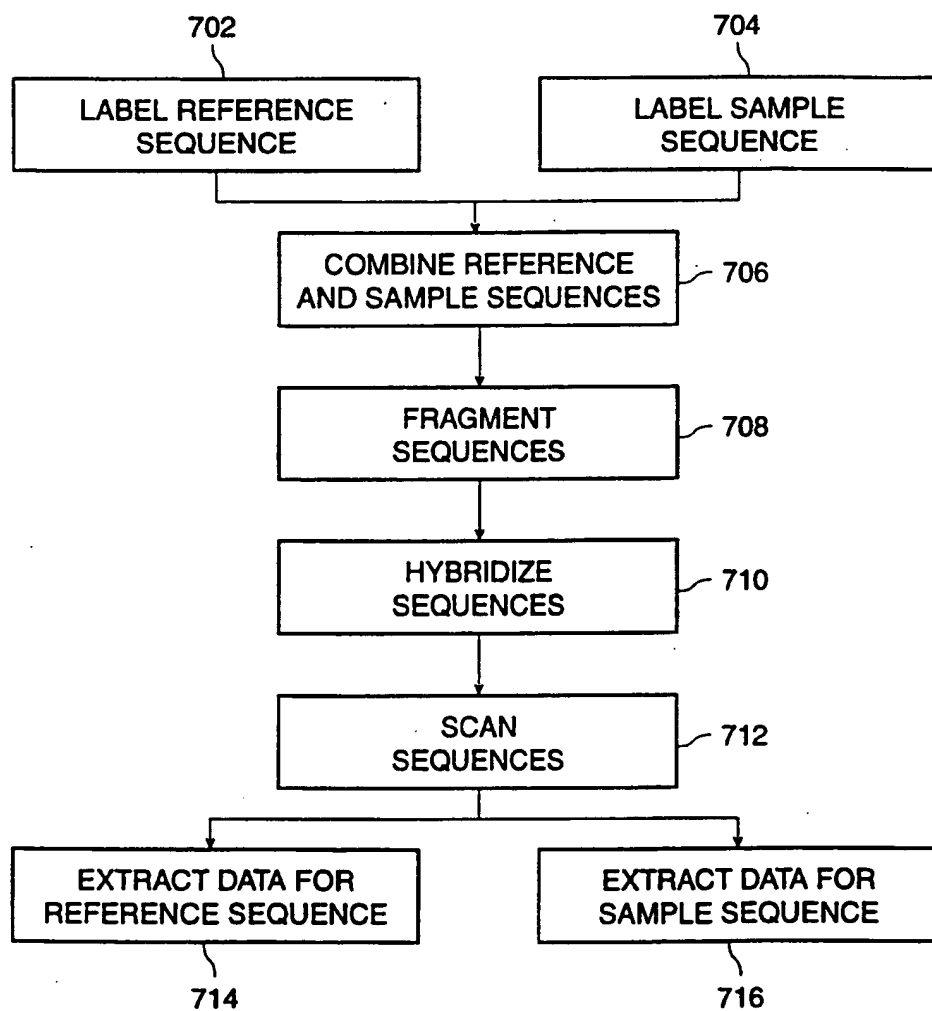 702
704
LABEL REFERENCE
SEQUENCE
LABEL SAMPLE
SEQUENCE
COMBINE REFERENCE
AND SAMPLE SEQUENCES
706
FRAGMENT
SEQUENCES
708
HYBRIDIZE
SEQUENCES
710
SCAN
SEQUENCES
712
EXTRACT DATA FOR
REFERENCE SEQUENCE
EXTRACT DATA FOR
SAMPLE SEQUENCE
714
716